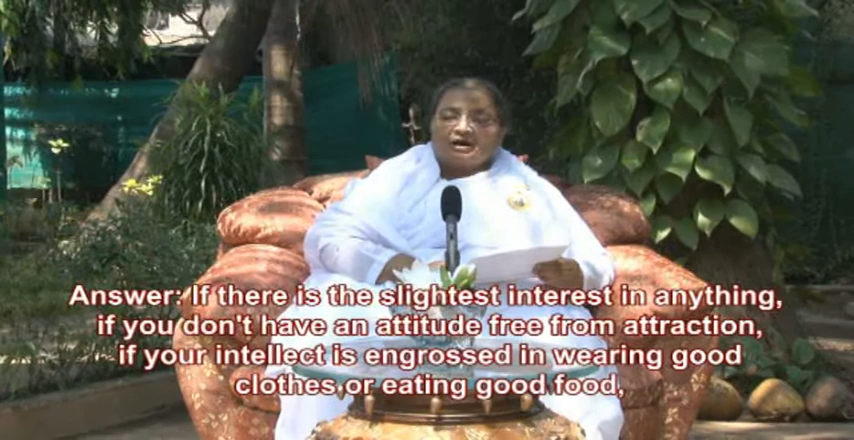 Answer: If there is the slightest interest in anything,
if you don't have an attitude free from attraction,
if your intellect is engrossed in wearing good
clothes or eating good food,